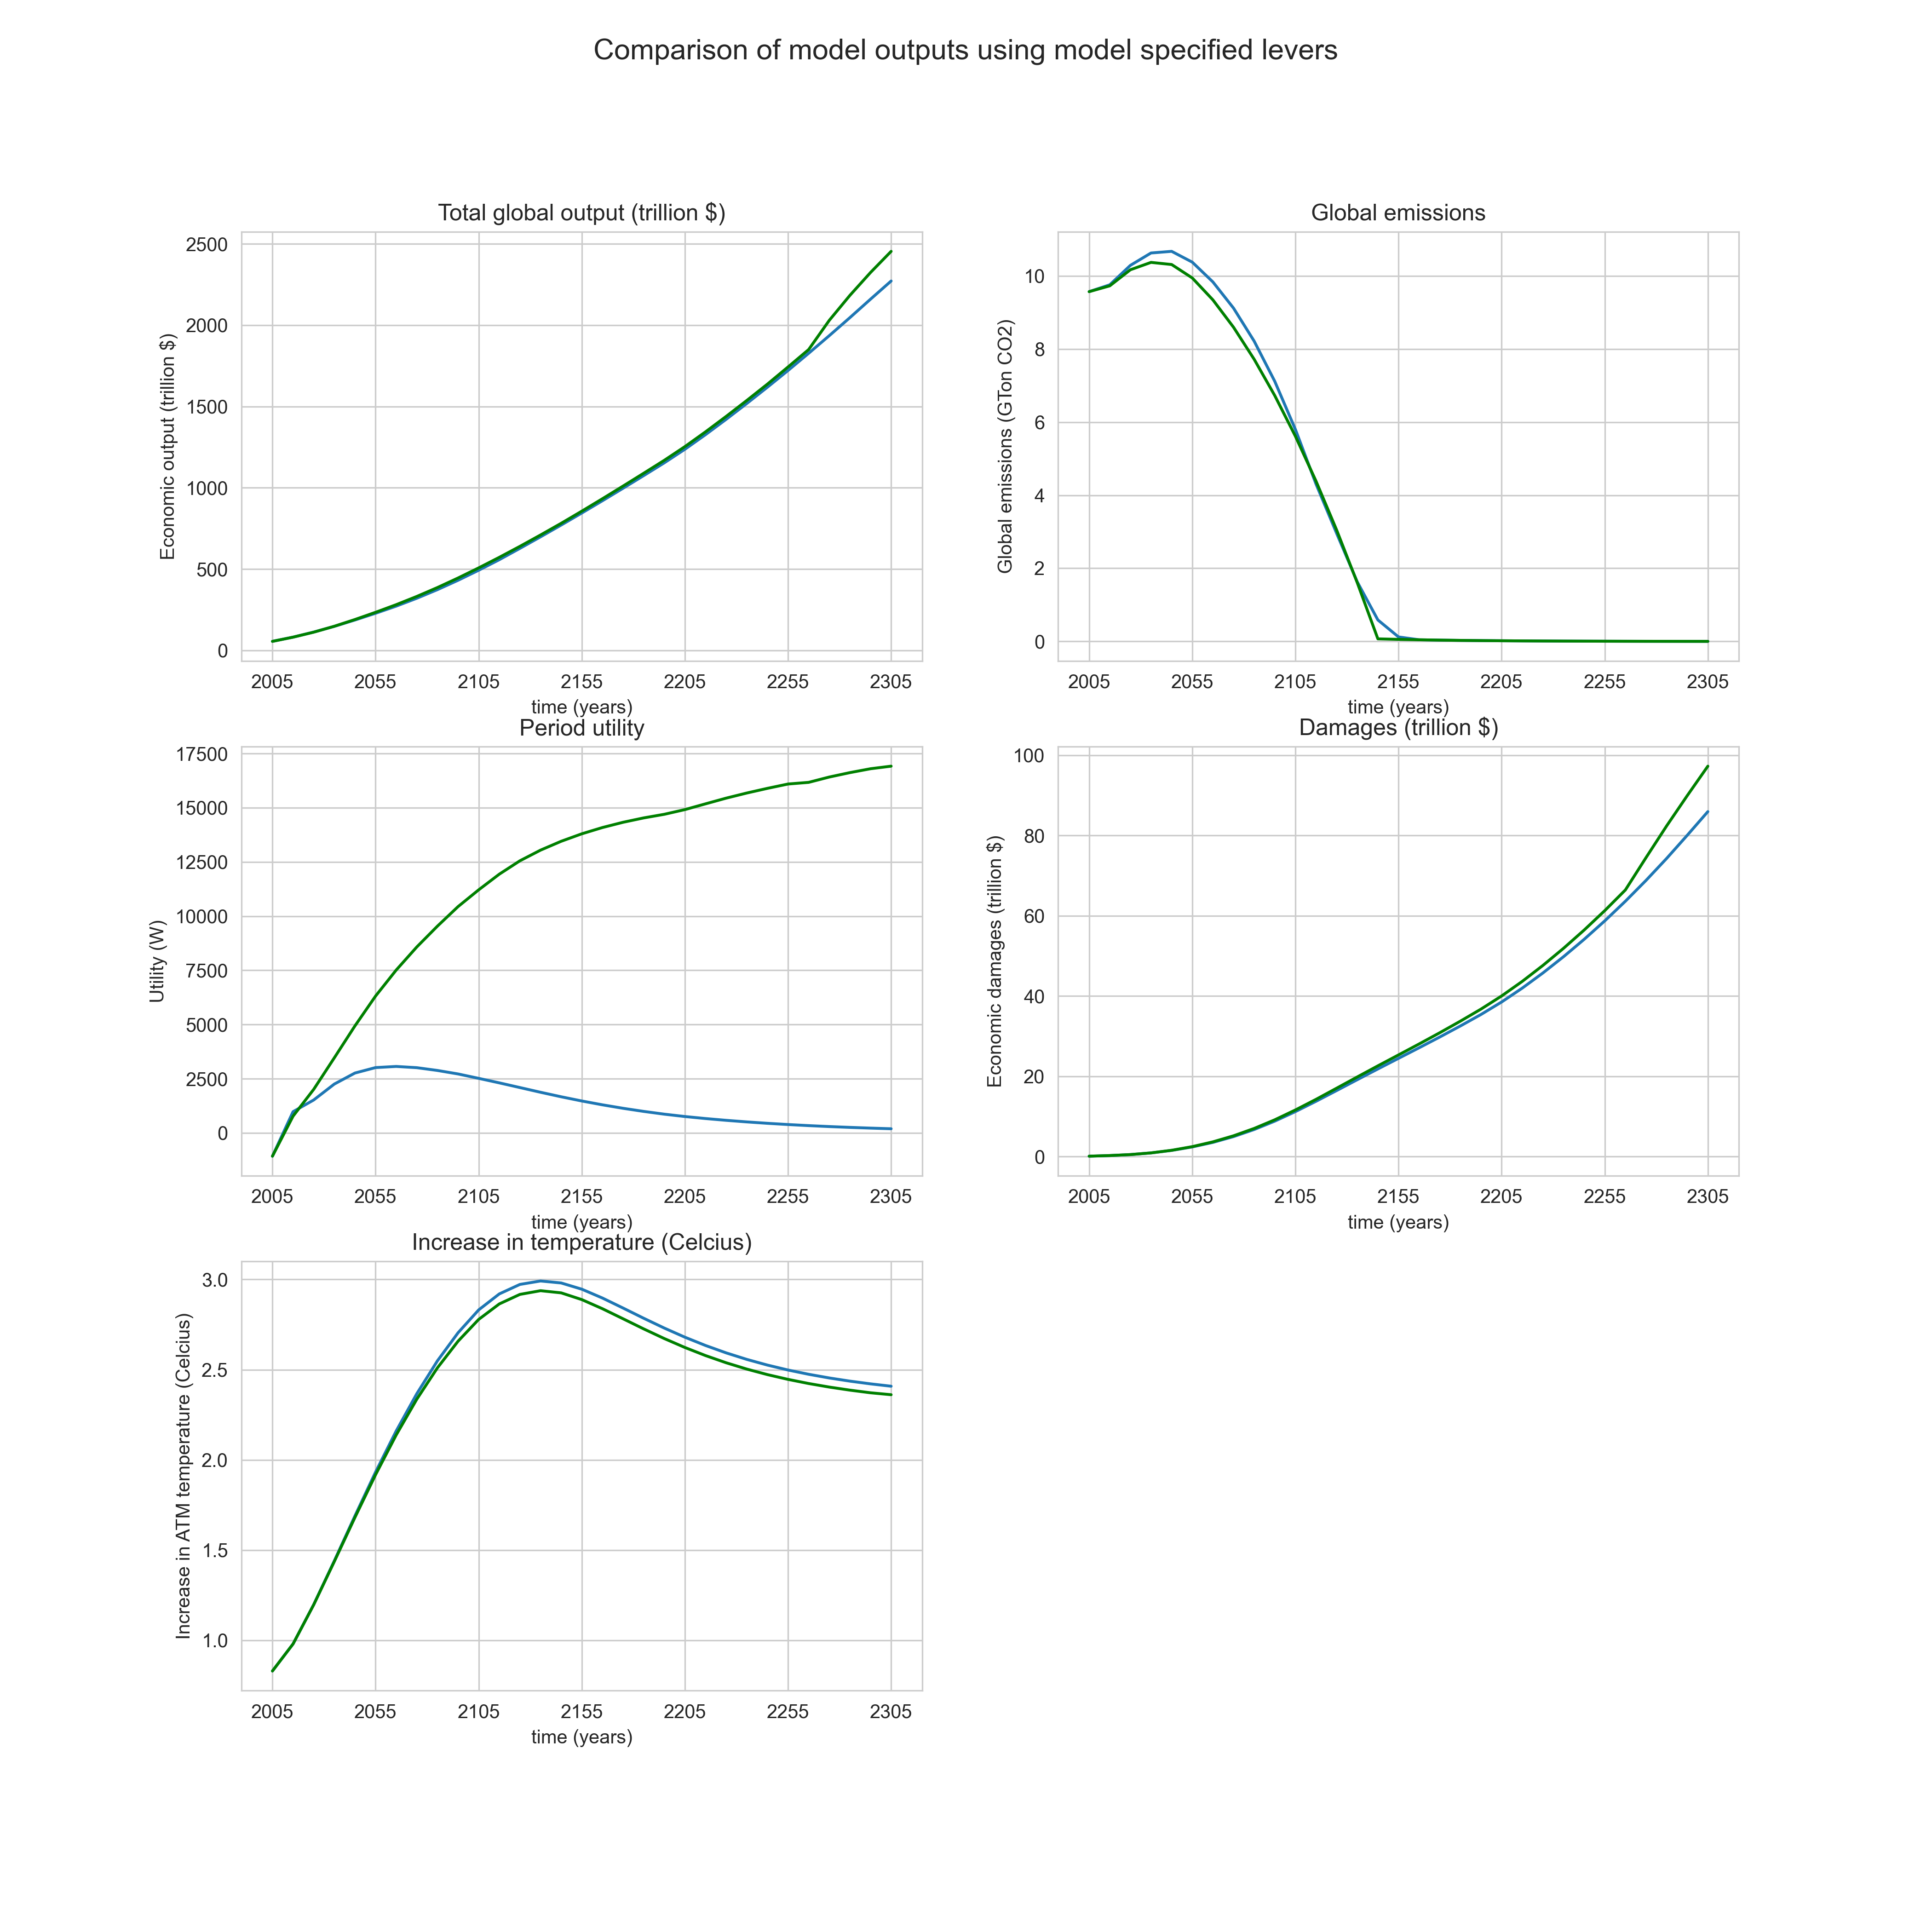 Comparison of model outputs using model specified levers
Total global output (trillion $)
Economic output (trillion $)
2500
2000
1500
1000
500
0
2005 2055 2105 2155 2205 2255 2305
time (years)
Global emissions
Global emissions (GTon CO2)
10
8
6
4
2
0
2005 2055 2105 2155 2205 2255 2305
time (years)
Period utility
Utility (W)
17500
15000
12500
10000
7500
5000
2500
0
2005 2055 2105 2155 2205 2255 2305
time (years)
Damages (trillion $)
Economic damages (trillion $)
100
80
60
40
20
0
2005 2055 2105 2155 2205 2255 2305
time (years)
Increase in temperature (Celcius)
Increase in ATM temperature (Celcius)
3.0
2.5
2.0
1.5
1.0
2005 2055 2105 2155 2205 2255 2305
time (years)